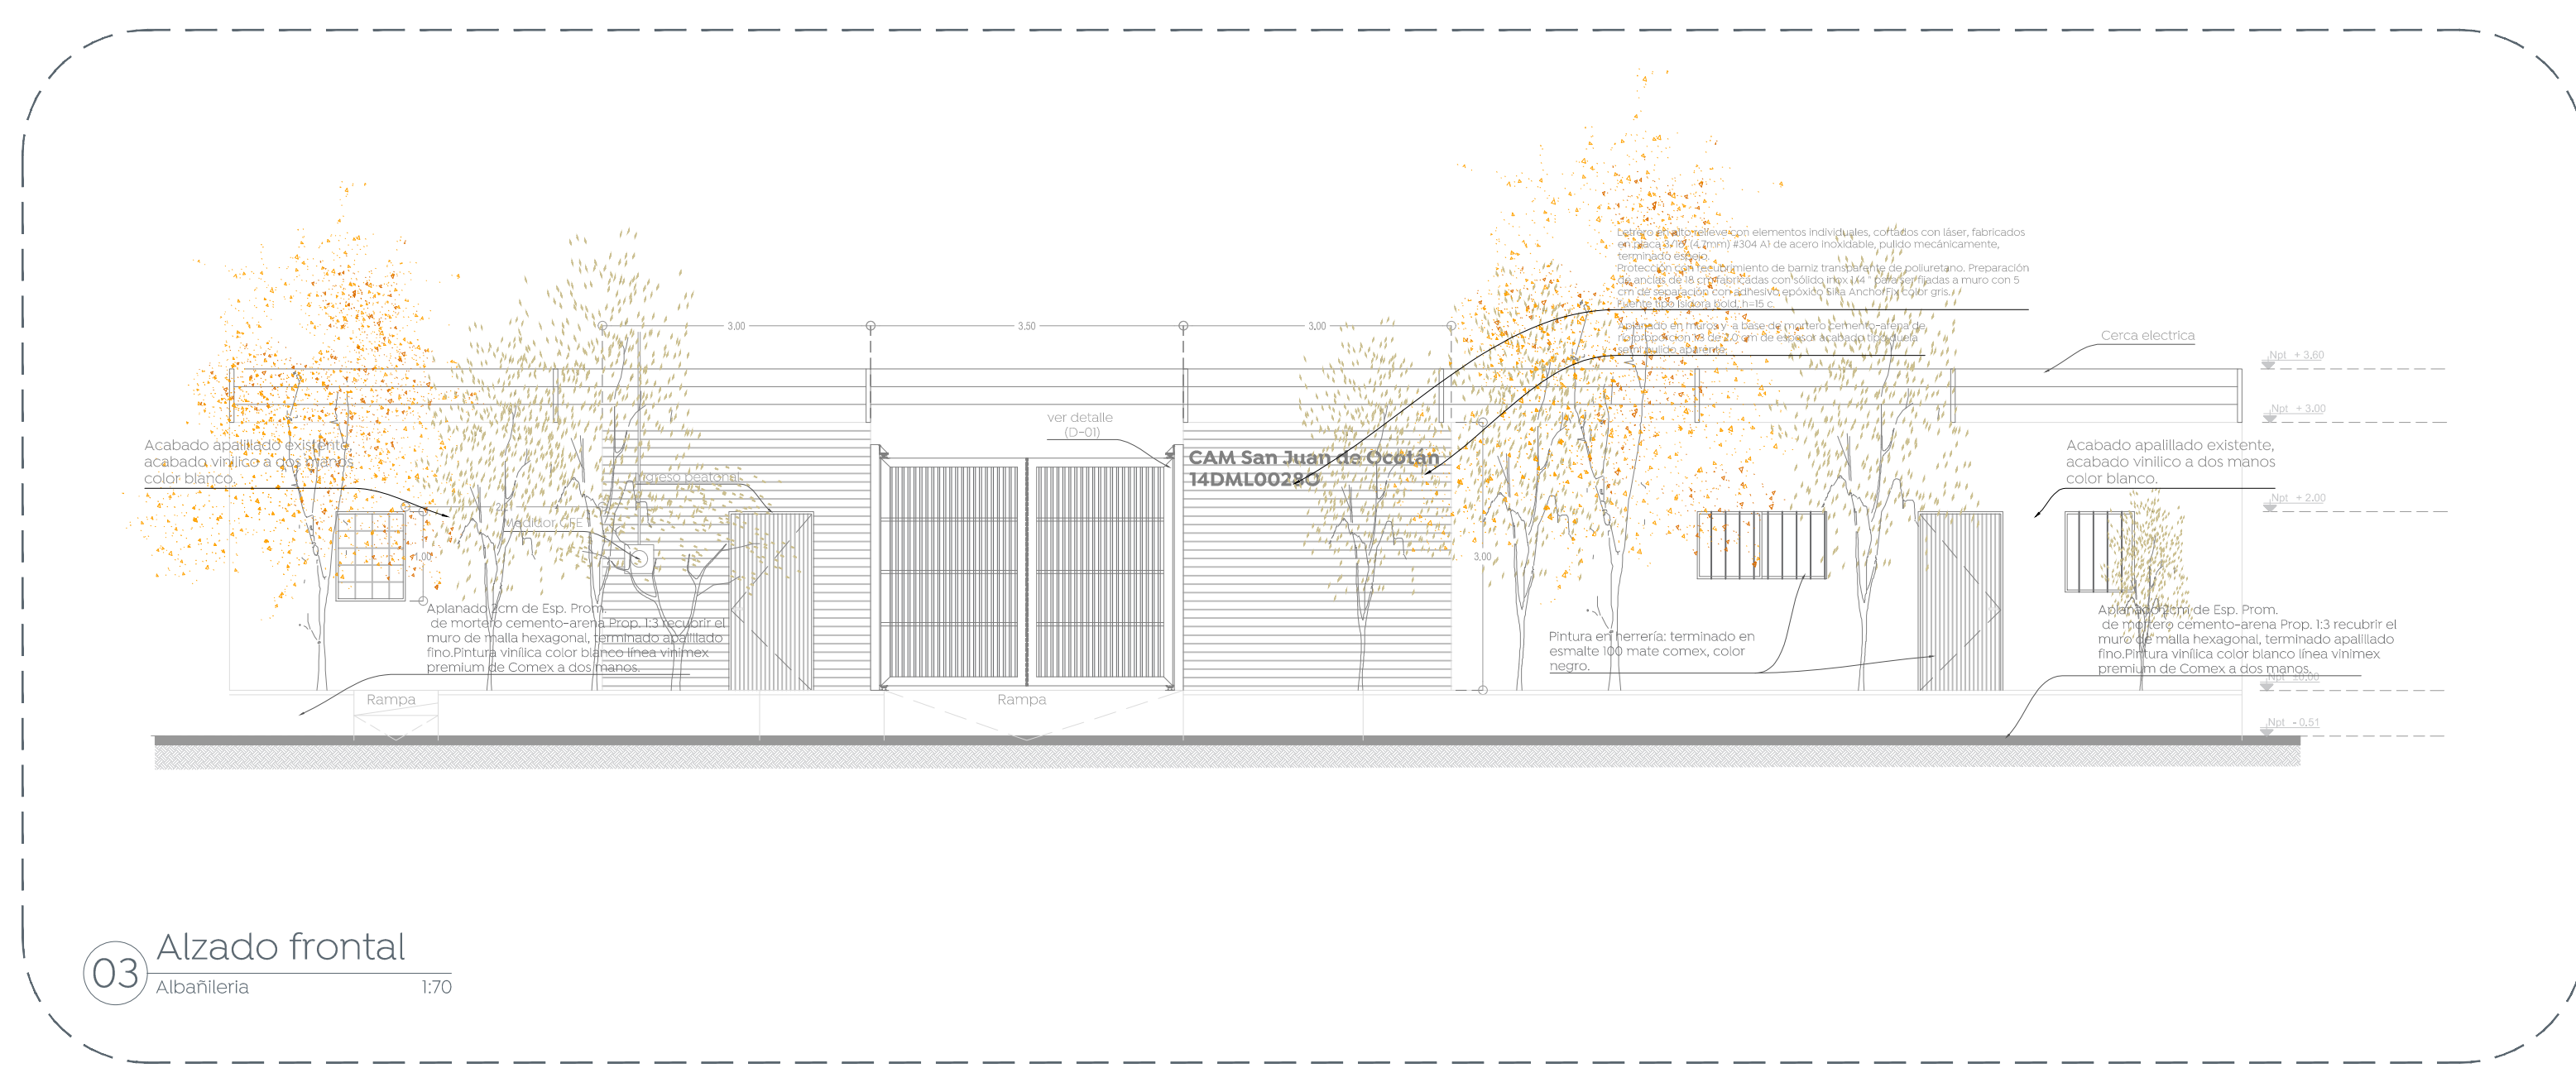 Letrero en alto relieve con elementos individuales, cortados con láser, fabricados
en placa 3/16" (4.7mm) #304 A1 de acero inoxidable, pulido mecánicamente,
terminado espejo.
Protección con recubrimiento de barniz transparente de poliuretano. Preparación
de anclas de 18 cm fabricadas con sólido inox 1/4" para ser fijadas a muro con 5
cm de separación con adhesivo epóxico Sika AnchorFix color gris.
Fuente tipo Isidora bold, h=15 c.
Aplanado en muros y a base de mortero cemento-arena de
rio proporcion 1:3 de 2.0 cm de espesor acabado tipo duela
semi pulido aparente.
3,00
3,50
3,00
Cerca electrica
Npt + 3,60
Npt + 3,00
Npt + 2,00
Npt ±0,00
Npt - 0,51
ver detalle
(D-01)
Acabado apalillado existente,
acabado vinilico a dos manos
color blanco.
CAM San Juan de Ocotán
14DML0028O
Acabado apalillado existente,
acabado vinilico a dos manos
color blanco.
Ingreso peatonal
Medidor CFE
1,00
3,00
Aplanado 2cm de Esp. Prom.
de mortero cemento-arena Prop. 1:3 recubrir el
muro de malla hexagonal, terminado apalillado
fino.Pintura vinílica color blanco línea vinimex
premium de Comex a dos manos.
Pintura en herrería: terminado en
esmalte 100 mate comex, color
negro.
Aplanado 2cm de Esp. Prom.
de mortero cemento-arena Prop. 1:3 recubrir el
muro de malla hexagonal, terminado apalillado
fino.Pintura vinílica color blanco línea vinimex
premium de Comex a dos manos.
Rampa
Rampa
03
Alzado frontal
Albañileria
1:70